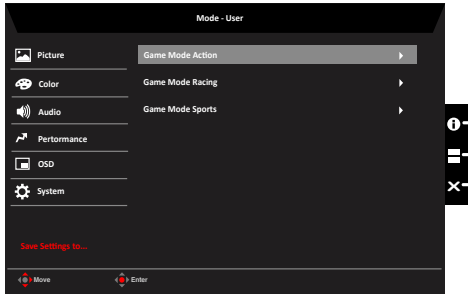 Mode - User
Picture
Game Mode Action
Color
Game Mode Racing
Audio
Game Mode Sports
Pertormance
OSD
System
Save Settings to...
Move
Enter